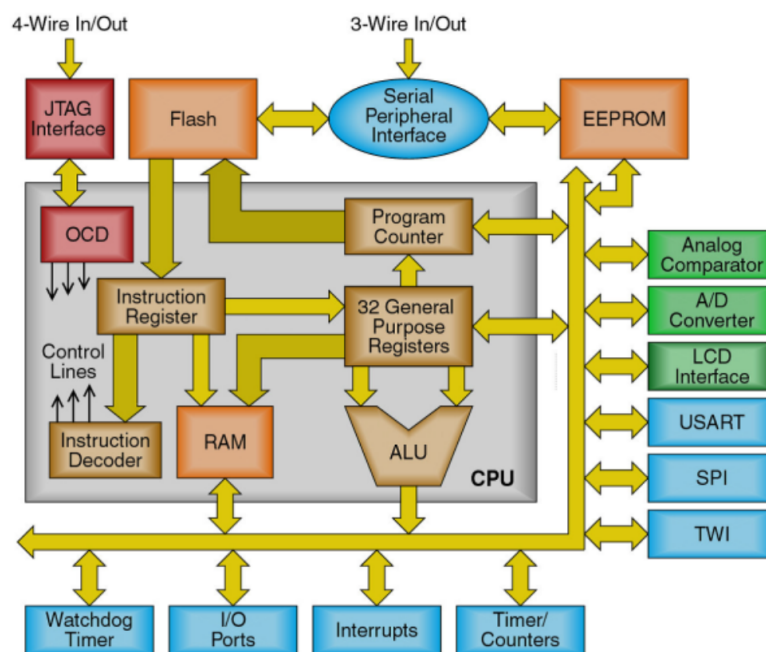 4-Wire In/Out
3-Wire In/Out
JTAG
Interface
Flash
Serial
Peripheral
Interface
EEPROM
OCD
Program
Counter
Analog
Comparator
Instruction
Register
32 General
Purpose
Registers
A/D
Converter
Control
Lines
LCD
Interface
Instruction
Decoder
RAM
ALU
CPU
USART
SPI
TWI
Watchdog
Timer
I/O
Ports
Interrupts
Timer/
Counters